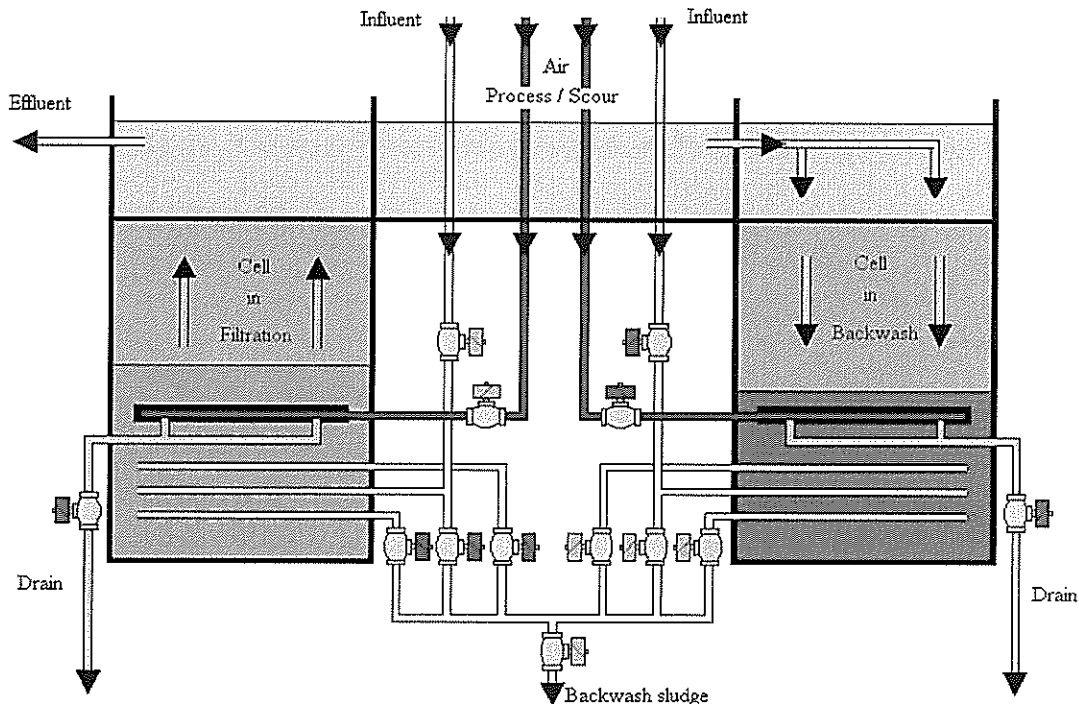 Influent
Influent
Air
Process / Scour
Effluent
Cell
in
Filtration
Cell
in
Backwash
Drain
Drain
Backwash sludge